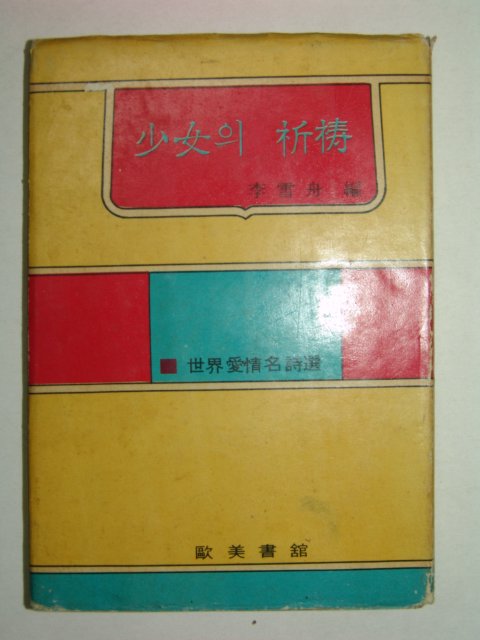 少女의 祈祷
李雪舟 編
■ 世界愛情名詩選
歐美書舘